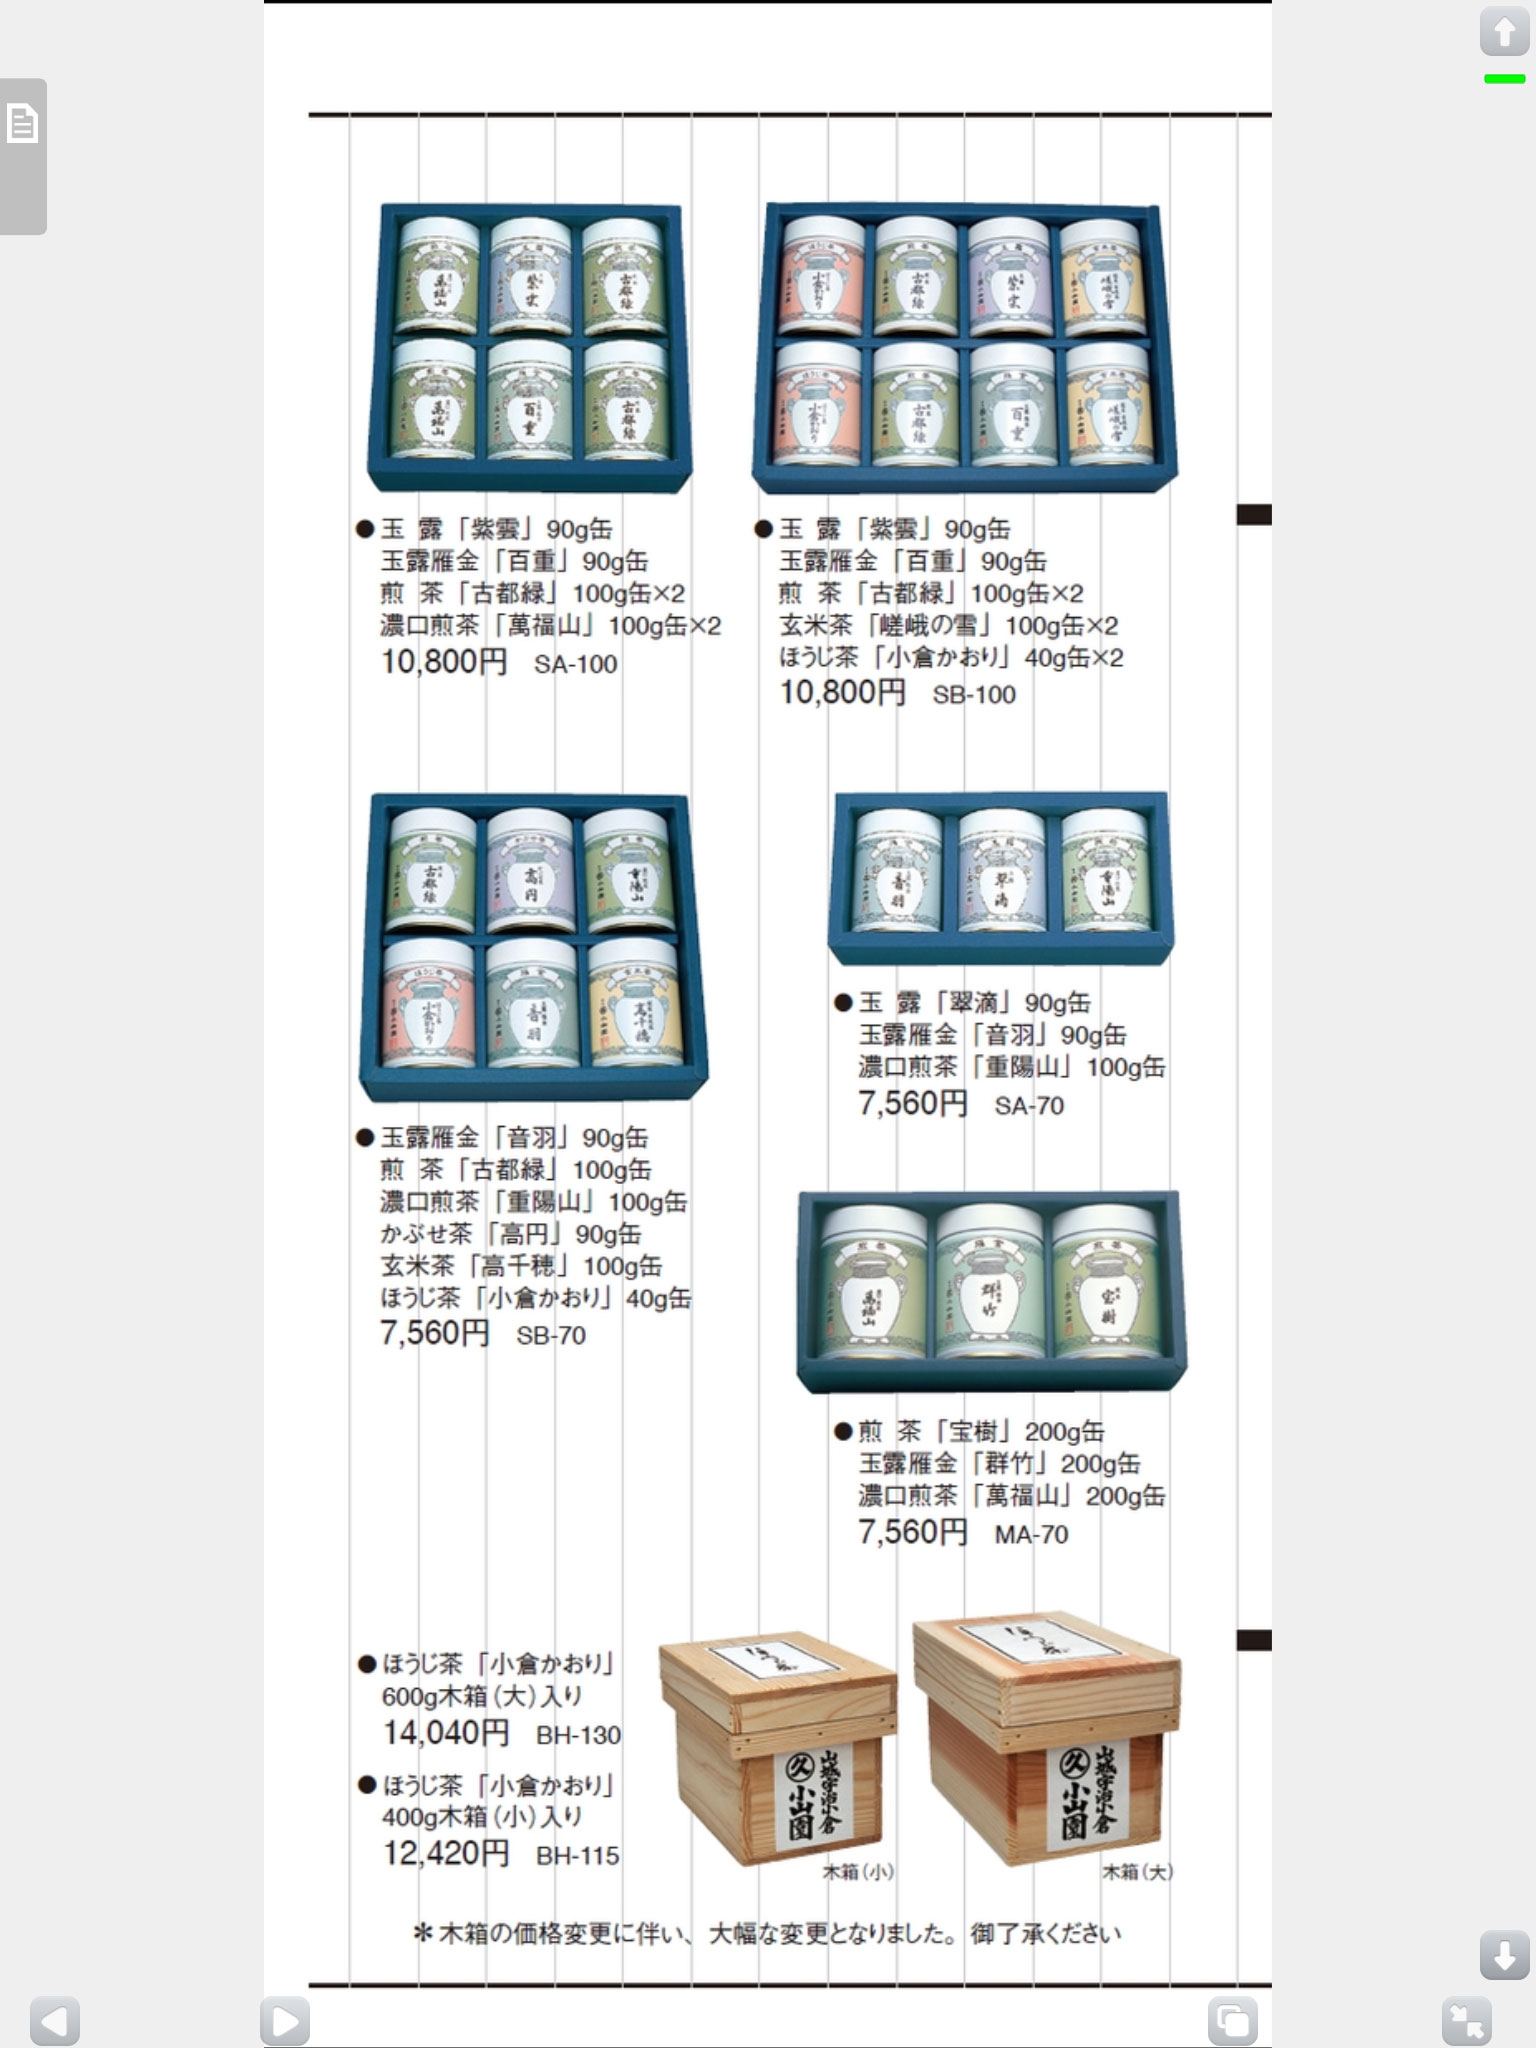 ●玉 露「紫雲」90g缶
玉露雁金「百重」90g缶
煎 茶「古都緑」100g缶×2
濃口煎茶「萬福山」100g缶×2
10,800円 SA-100
●玉 露「紫雲」90g缶
玉露雁金「百重」90g缶
煎 茶「古都緑」100g缶×2
玄米茶「嵯峨の雪」100g缶×2
ほうじ茶「小倉かおり」40g缶×2
10,800円 SB-100
●玉露雁金「音羽」90g缶
煎 茶「古都緑」100g缶
濃口煎茶「重陽山」100g缶
かぶせ茶「高円」90g缶
玄米茶「高千穂」100g缶
ほうじ茶「小倉かおり」40g缶
7,560円 SB-70
●玉 露「翠滴」90g缶
玉露雁金「音羽」90g缶
濃口煎茶「重陽山」100g缶
7,560円 SA-70
●煎 茶「宝樹」200g缶
玉露雁金「群竹」200g缶
濃口煎茶「萬福山」200g缶
7,560円 MA-70
●ほうじ茶「小倉かおり」
600g木箱（大）入り
14,040円 BH-130
●ほうじ茶「小倉かおり」
400g木箱（小）入り
12,420円 BH-115
山城宇治小倉
久小山園
木箱（小）
山城宇治小倉
久小山園
木箱（大）
＊木箱の価格変更に伴い、大幅な変更となりました。御了承ください